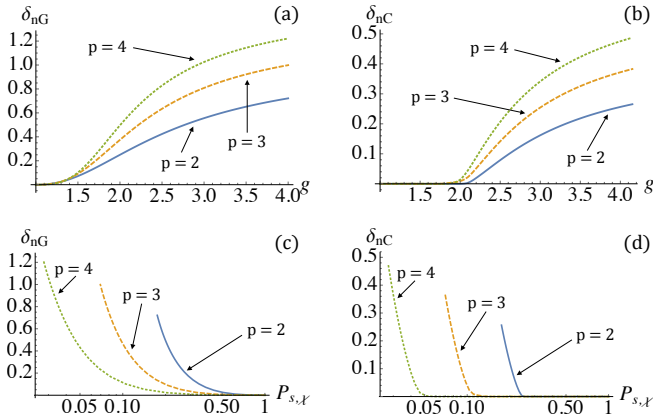 δnG (a)
1.2
1.0
0.8
0.6
0.4
0.2
p = 4
p = 3
p = 2
1.5 2.0 2.5 3.0 3.5 4.0 g
δnC (b)
0.5
0.4
0.3
0.2
0.1
p = 4
p = 3
p = 2
1.5 2.0 2.5 3.0 3.5 4.0 g
δnG (c)
1.2
1.0
0.8
0.6
0.4
0.2
p = 4
p = 3
p = 2
0.05 0.10 0.50 1 Ps,χ
δnC (d)
0.5
0.4
0.3
0.2
0.1
p = 4
p = 3
p = 2
0.05 0.10 0.50 1 Ps,χ